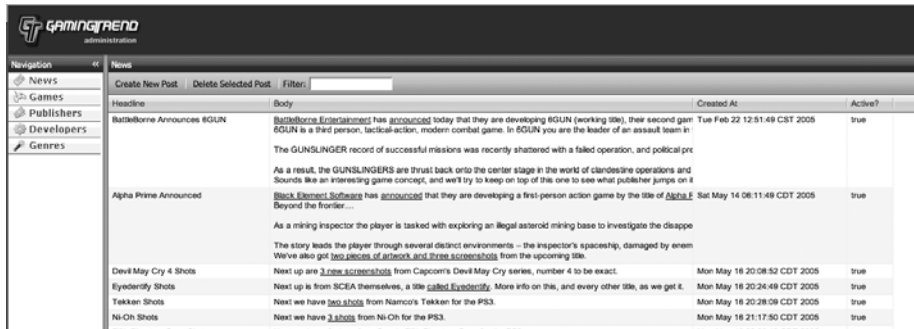 GAMINGTREND
administration
Navigation «
News
Games
Publishers
Developers
Genres
News
Create New Post Delete Selected Post Filter:
Headline Body Created At Active?
BattleBorne Announces 6GUN BattleBorne Entertainment has announced today that they are developing 6GUN (working title), their second gam Tue Feb 22 12:51:49 CST 2005 true
6GUN is a third person, tactical-action, modern combat game. In 6GUN you are the leader of an assault team in
The GUNSLINGER record of successful missions was recently shattered with a failed operation, and political pre
As a result, the GUNSLINGERS are thrust back onto the center stage in the world of clandestine operations and
Sounds like an interesting game concept, and we'll try to keep on top of this one to see what publisher jumps on it
Alpha Prime Announced Black Element Software has announced that they are developing a first-person action game by the title of Alpha P Sat May 14 06:11:49 CDT 2005 true
Beyond the frontier....
As a mining inspector the player is tasked with exploring an illegal asteroid mining base to investigate the disappe
The story leads the player through several distinct environments – the inspector's spaceship, damaged by enem
We've also got two pieces of artwork and three screenshots from the upcoming title.
Devil May Cry 4 Shots Next up are 3 new screenshots from Capcom's Devil May Cry series, number 4 to be exact. Mon May 16 20:08:52 CDT 2005 true
Eyedentify Shots Next up is from SCEA themselves, a title called Eyedentify. More info on this, and every other title, as we get it. Mon May 16 20:24:49 CDT 2005 true
Tekken Shots Next we have two shots from Namco's Tekken for the PS3. Mon May 16 20:28:09 CDT 2005 true
Ni-Oh Shots Next we have 3 shots from Ni-Oh for the PS3. Mon May 16 21:17:50 CDT 2005 true